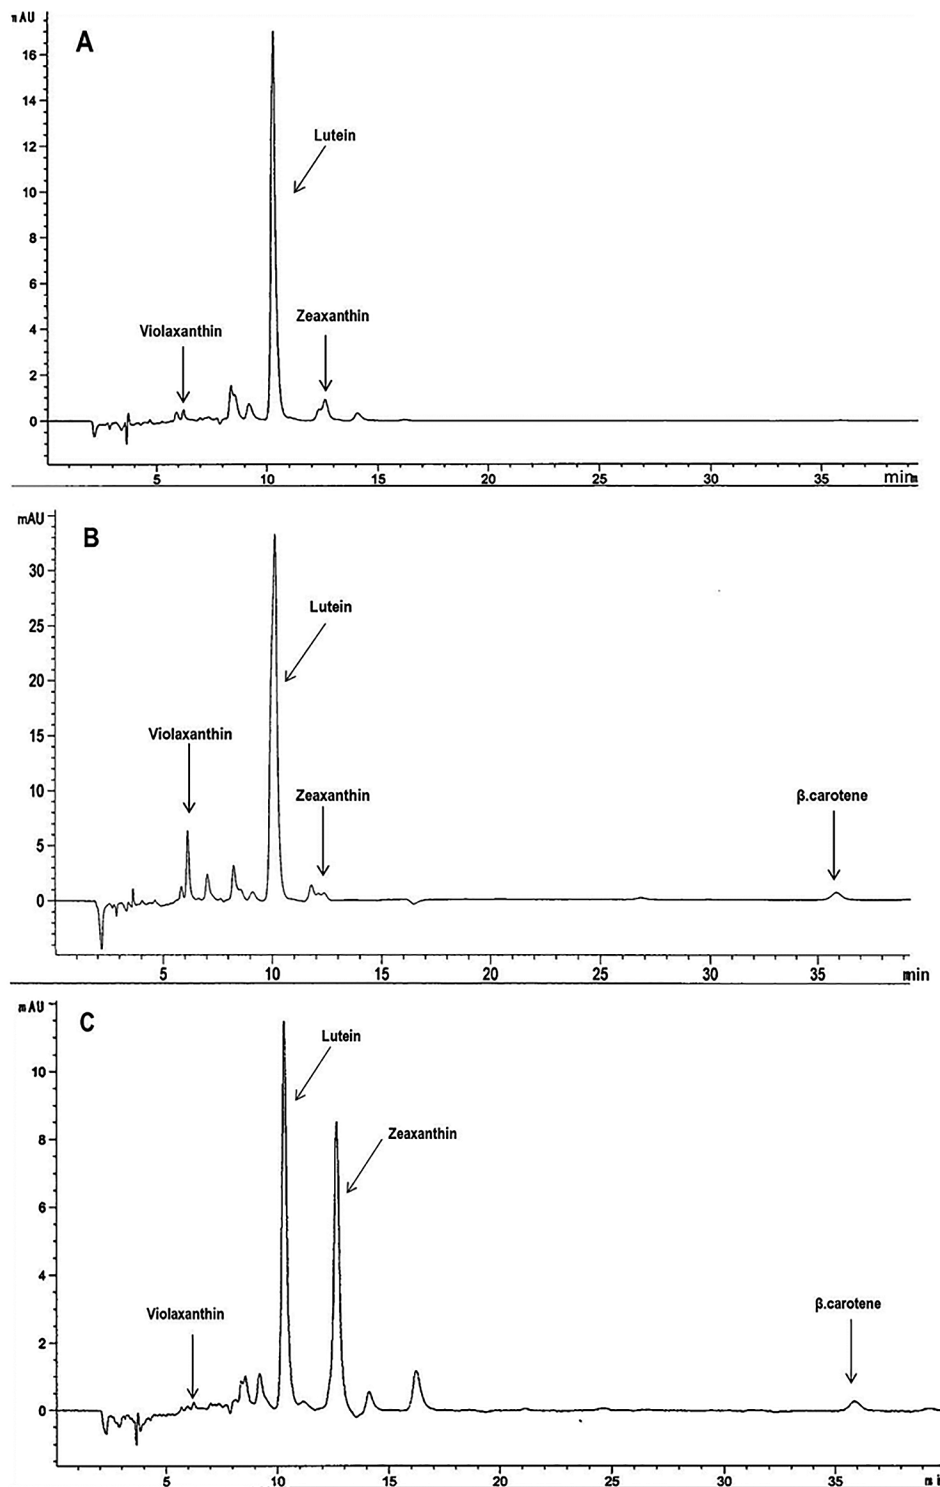 mAU
A
16
14
12
10
8
6
4
2
0
Lutein
Zeaxanthin
Violaxanthin
5 10 15 20 25 30 35 min
mAU
B
30
25
20
15
10
5
0
Lutein
Violaxanthin
Zeaxanthin
β.carotene
5 10 15 20 25 30 35 min
mAU
C
10
8
6
4
2
0
Lutein
Zeaxanthin
Violaxanthin
β.carotene
5 10 15 20 25 30 35